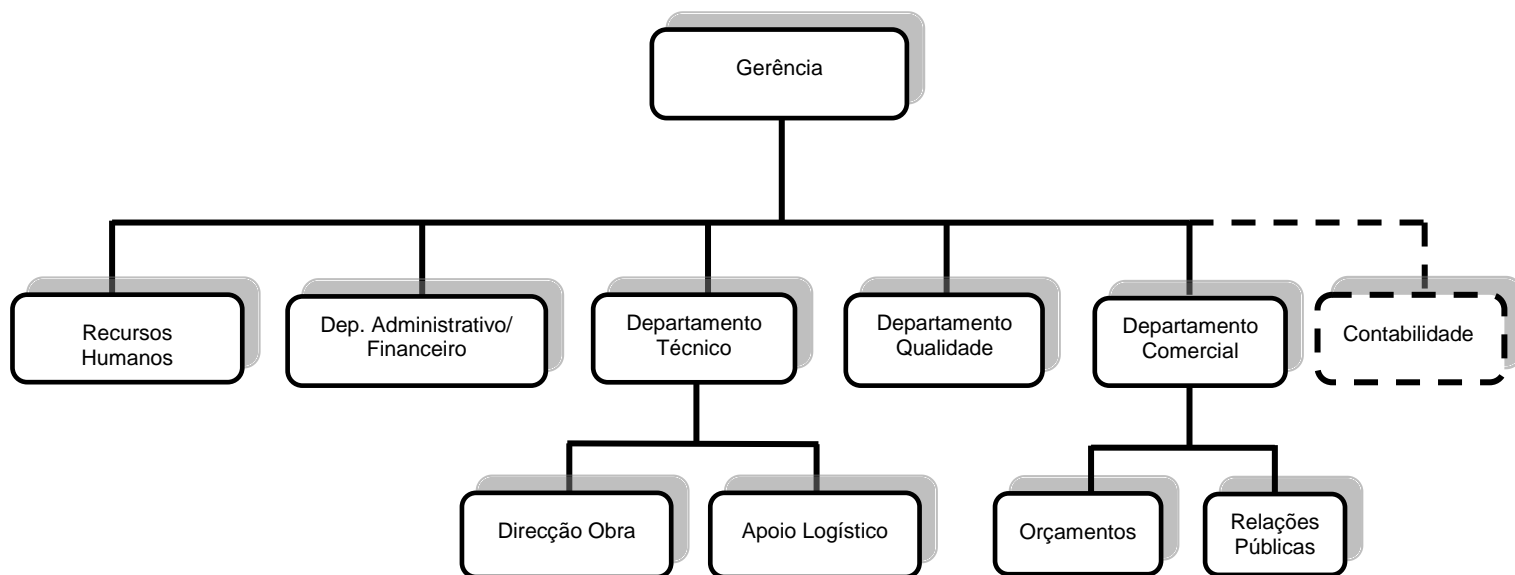 Gerência
Recursos
Humanos
Dep. Administrativo/
Financeiro
Departamento
Técnico
Departamento
Qualidade
Departamento
Comercial
Contabilidade
Direcção Obra
Apoio Logístico
Orçamentos
Relações
Públicas